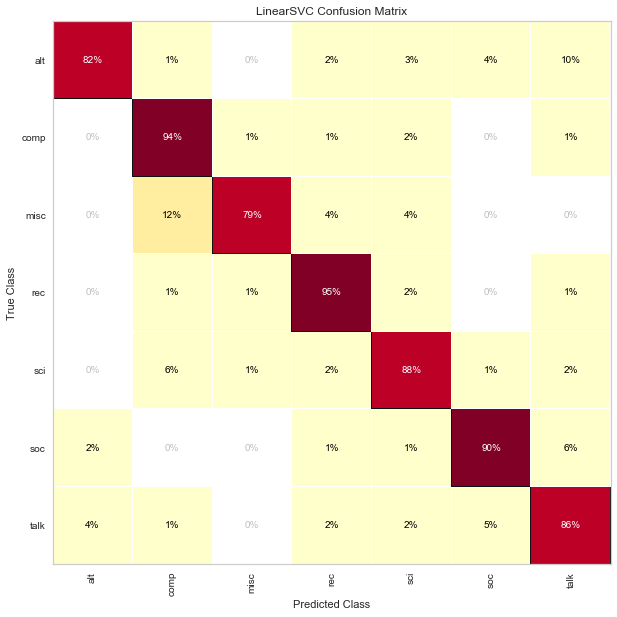 LinearSVC Confusion Matrix
True Class
alt 82% 1% 0% 2% 3% 4% 10%
comp 0% 94% 1% 1% 2% 0% 1%
misc 0% 12% 79% 4% 4% 0% 0%
rec 0% 1% 1% 95% 2% 0% 1%
sci 0% 6% 1% 2% 88% 1% 2%
soc 2% 0% 0% 1% 1% 90% 6%
talk 4% 1% 0% 2% 2% 5% 86%
alt comp misc rec sci soc talk
Predicted Class